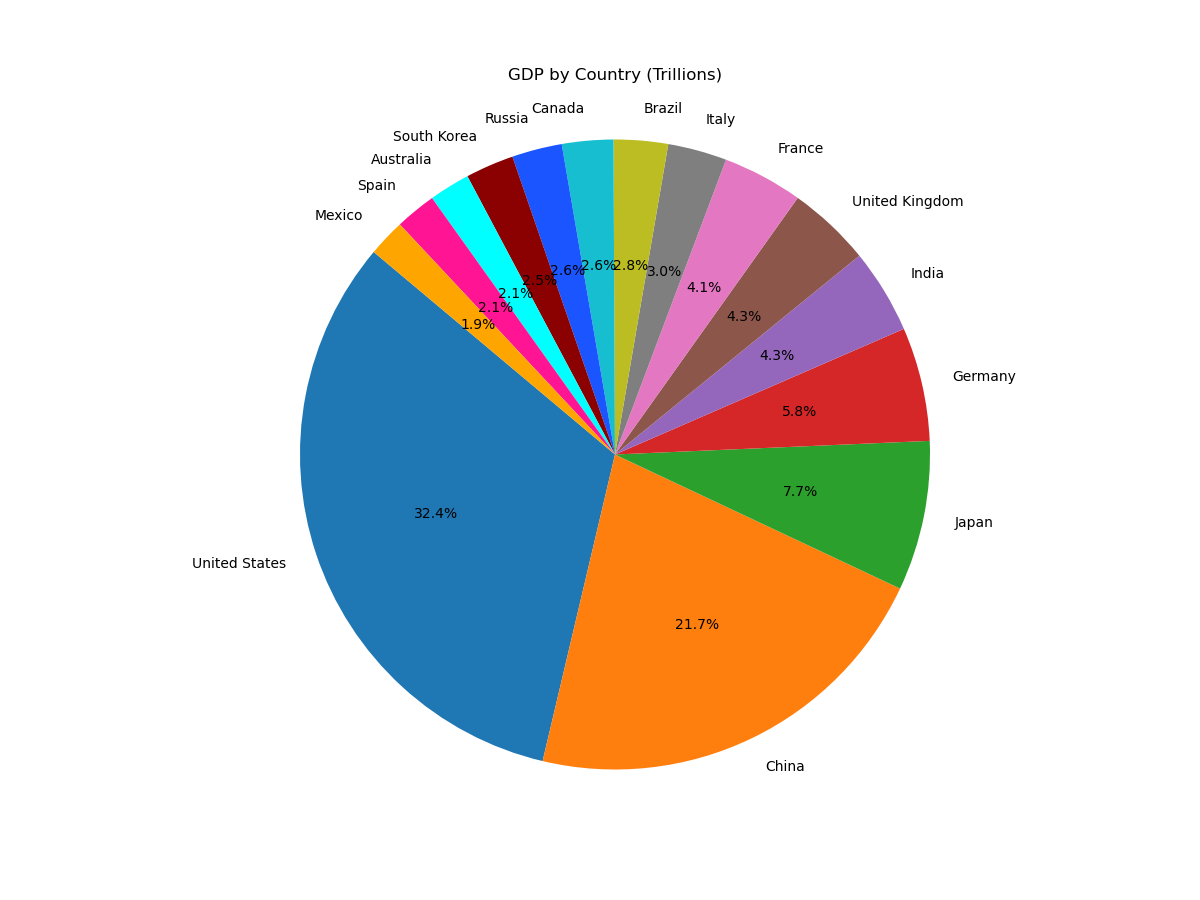 GDP by Country (Trillions)
United States
32.4%
China
21.7%
Japan
7.7%
Germany
5.8%
India
4.3%
United Kingdom
4.3%
France
4.1%
Italy
3.0%
Brazil
2.8%
Canada
2.6%
Russia
2.6%
South Korea
2.5%
Australia
2.1%
Spain
2.1%
Mexico
1.9%